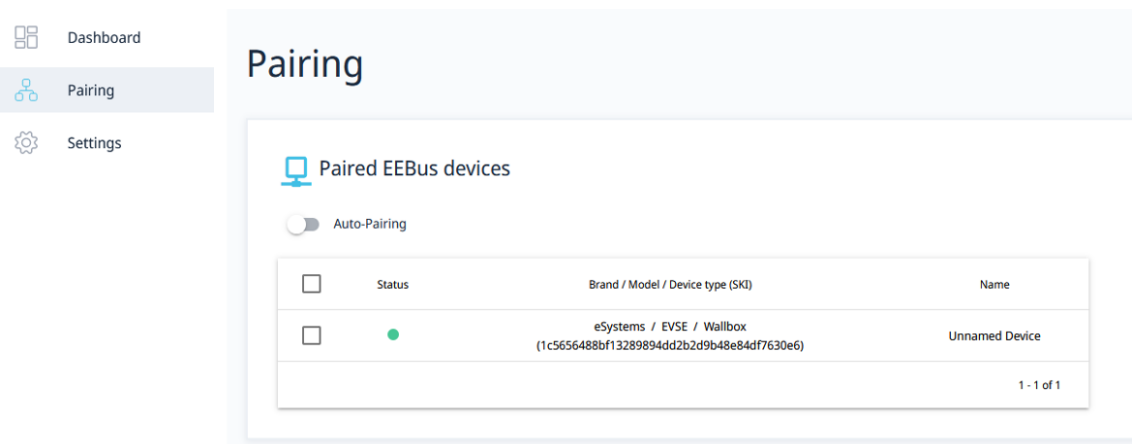 Dashboard
Pairing
Settings
Pairing
Paired EEBus devices
Auto-Pairing
Status Brand / Model / Device type (SKI) Name
eSystems / EVSE / Wallbox
(1c5656488bf13289894dd2b2d9b48e84df7630e6) Unnamed Device
1 - 1 of 1